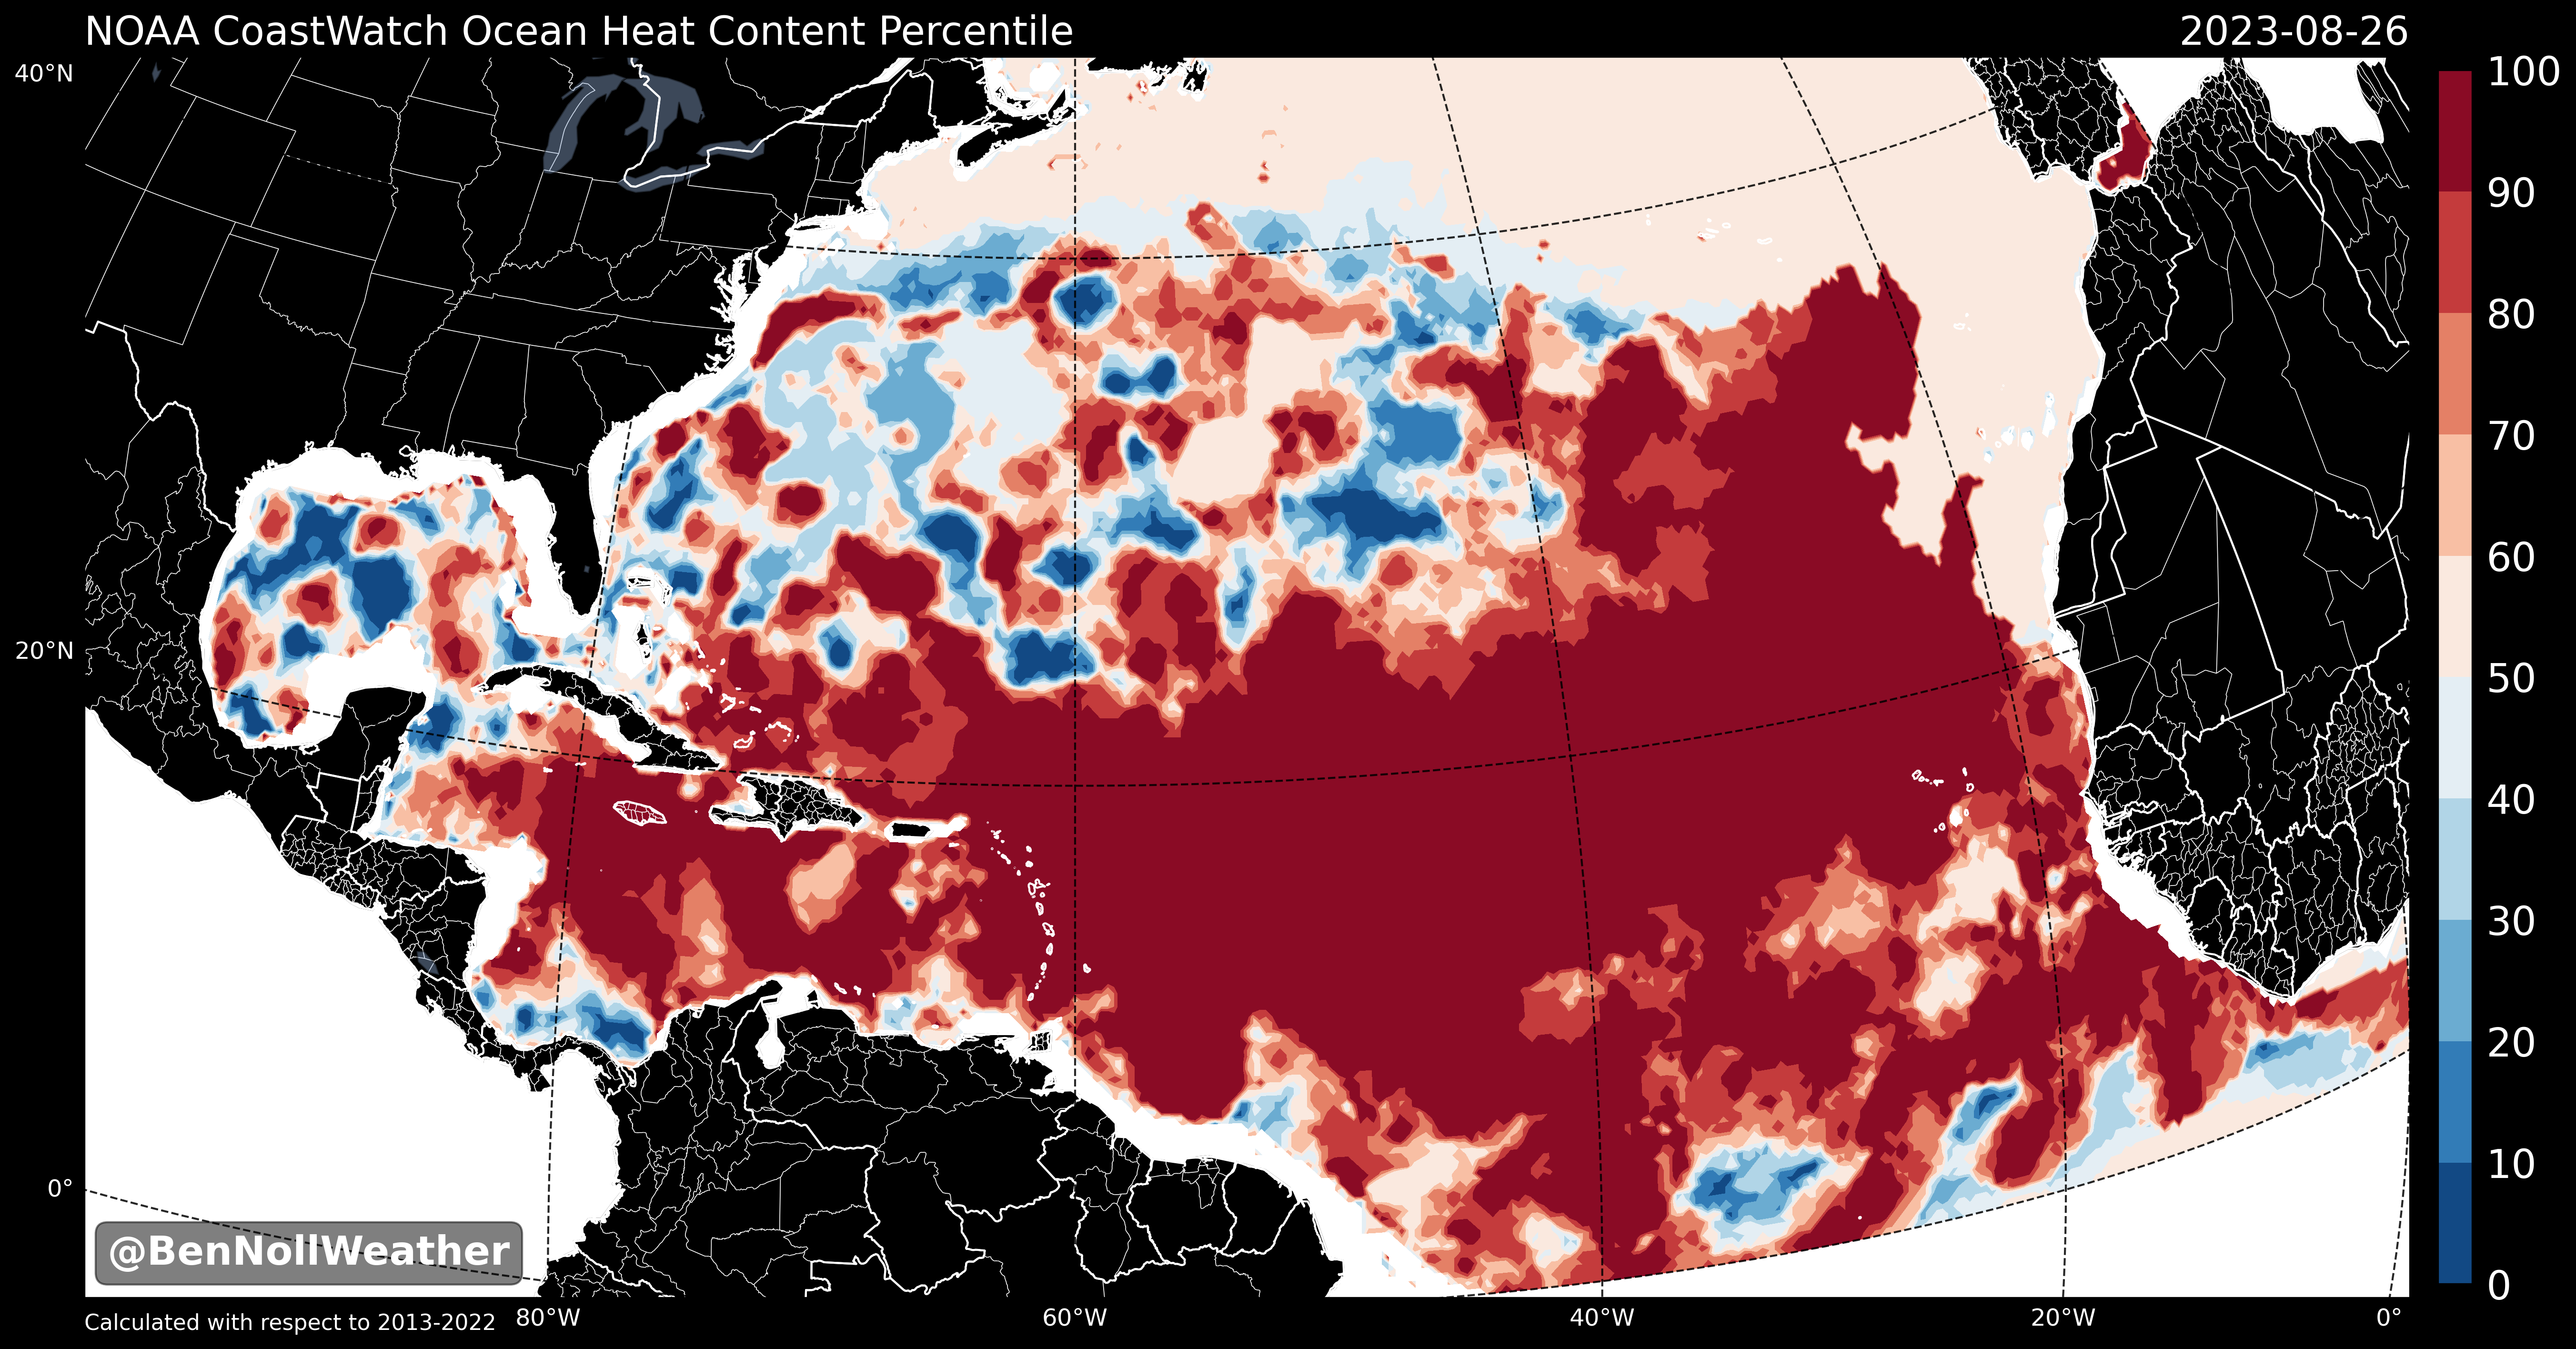 NOAA CoastWatch Ocean Heat Content Percentile
2023-08-26
40°N
20°N
0°
100
90
80
70
60
50
40
30
20
10
0
@BenNollWeather
Calculated with respect to 2013-2022
80°W
60°W
40°W
20°W
0°